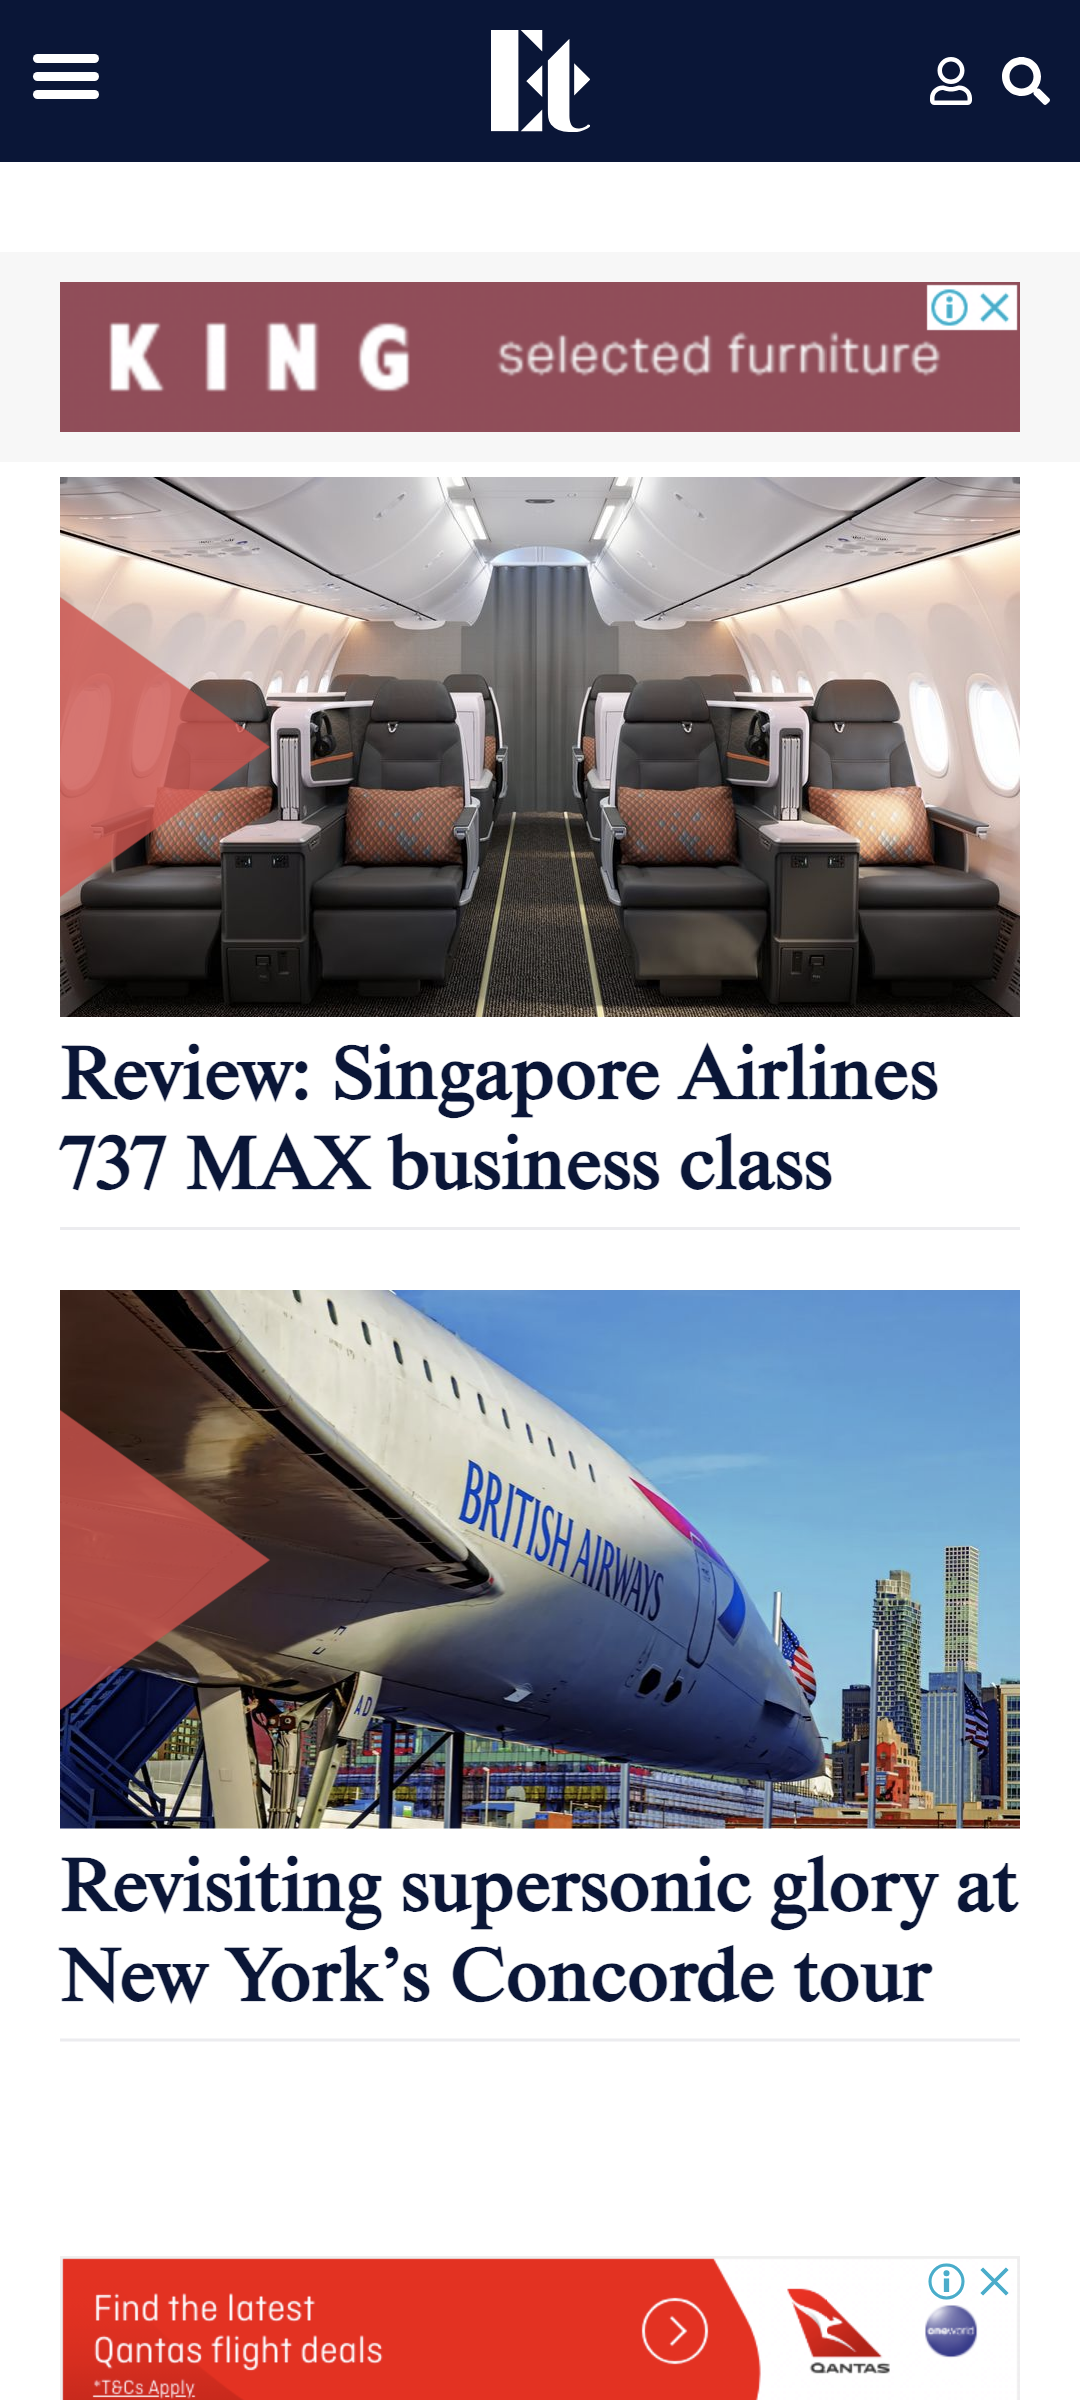 Et
KING selected furniture
Review: Singapore Airlines
737 MAX business class
BRITISH AIRWAYS
AD
Revisiting supersonic glory at
New York’s Concorde tour
Find the latest
Qantas flight deals
*T&Cs Apply
QANTAS
oneworld